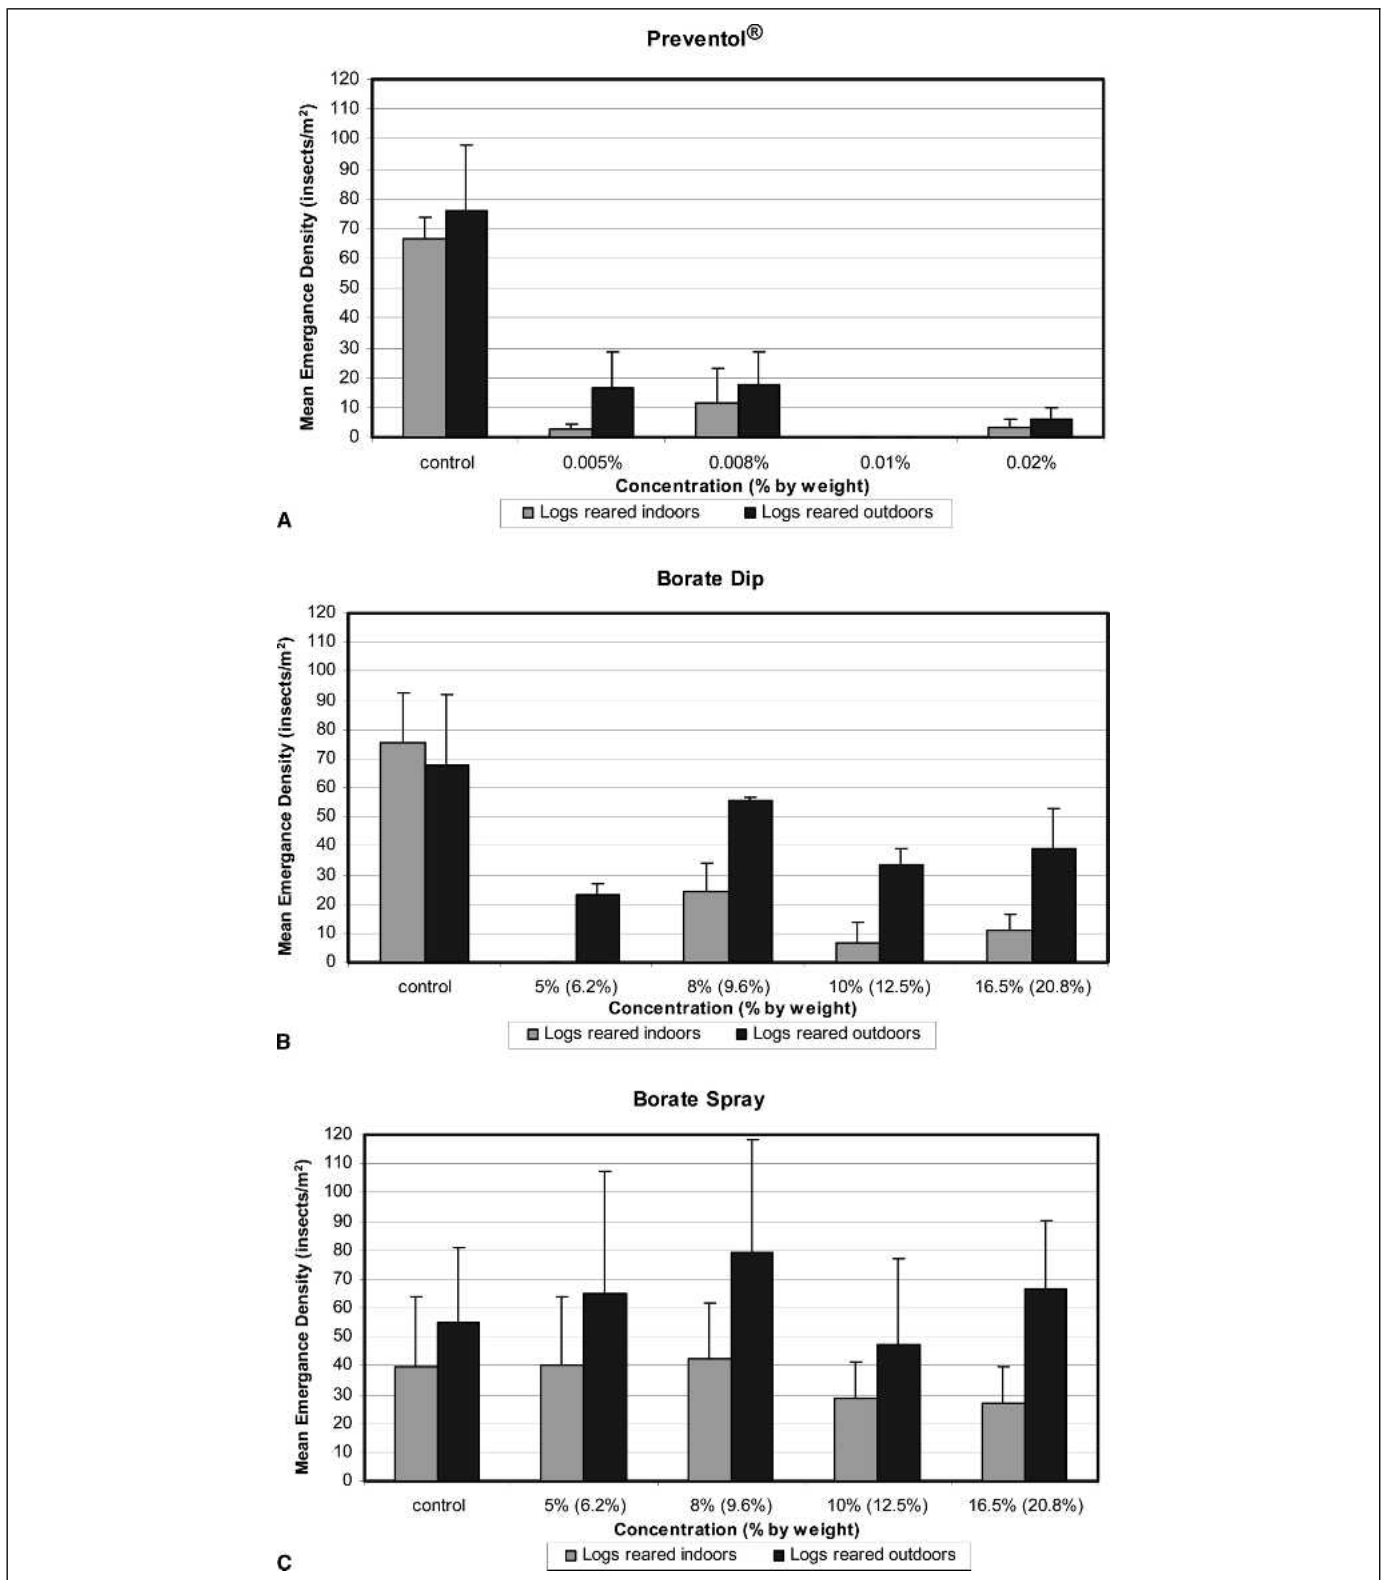 Preventol®
120
110
100
90
80
70
60
50
40
30
20
10
0
Mean Emergance Density (insects/m²)
control 0.005% 0.008% 0.01% 0.02%
Concentration (% by weight)
Logs reared indoors Logs reared outdoors
A
Borate Dip
120
110
100
90
80
70
60
50
40
30
20
10
0
Mean Emergance Density (insects/m²)
control 5% (6.2%) 8% (9.6%) 10% (12.5%) 16.5% (20.8%)
Concentration (% by weight)
Logs reared indoors Logs reared outdoors
B
Borate Spray
120
110
100
90
80
70
60
50
40
30
20
10
0
Mean Emergance Density (insects/m²)
control 5% (6.2%) 8% (9.6%) 10% (12.5%) 16.5% (20.8%)
Concentration (% by weight)
Logs reared indoors Logs reared outdoors
C